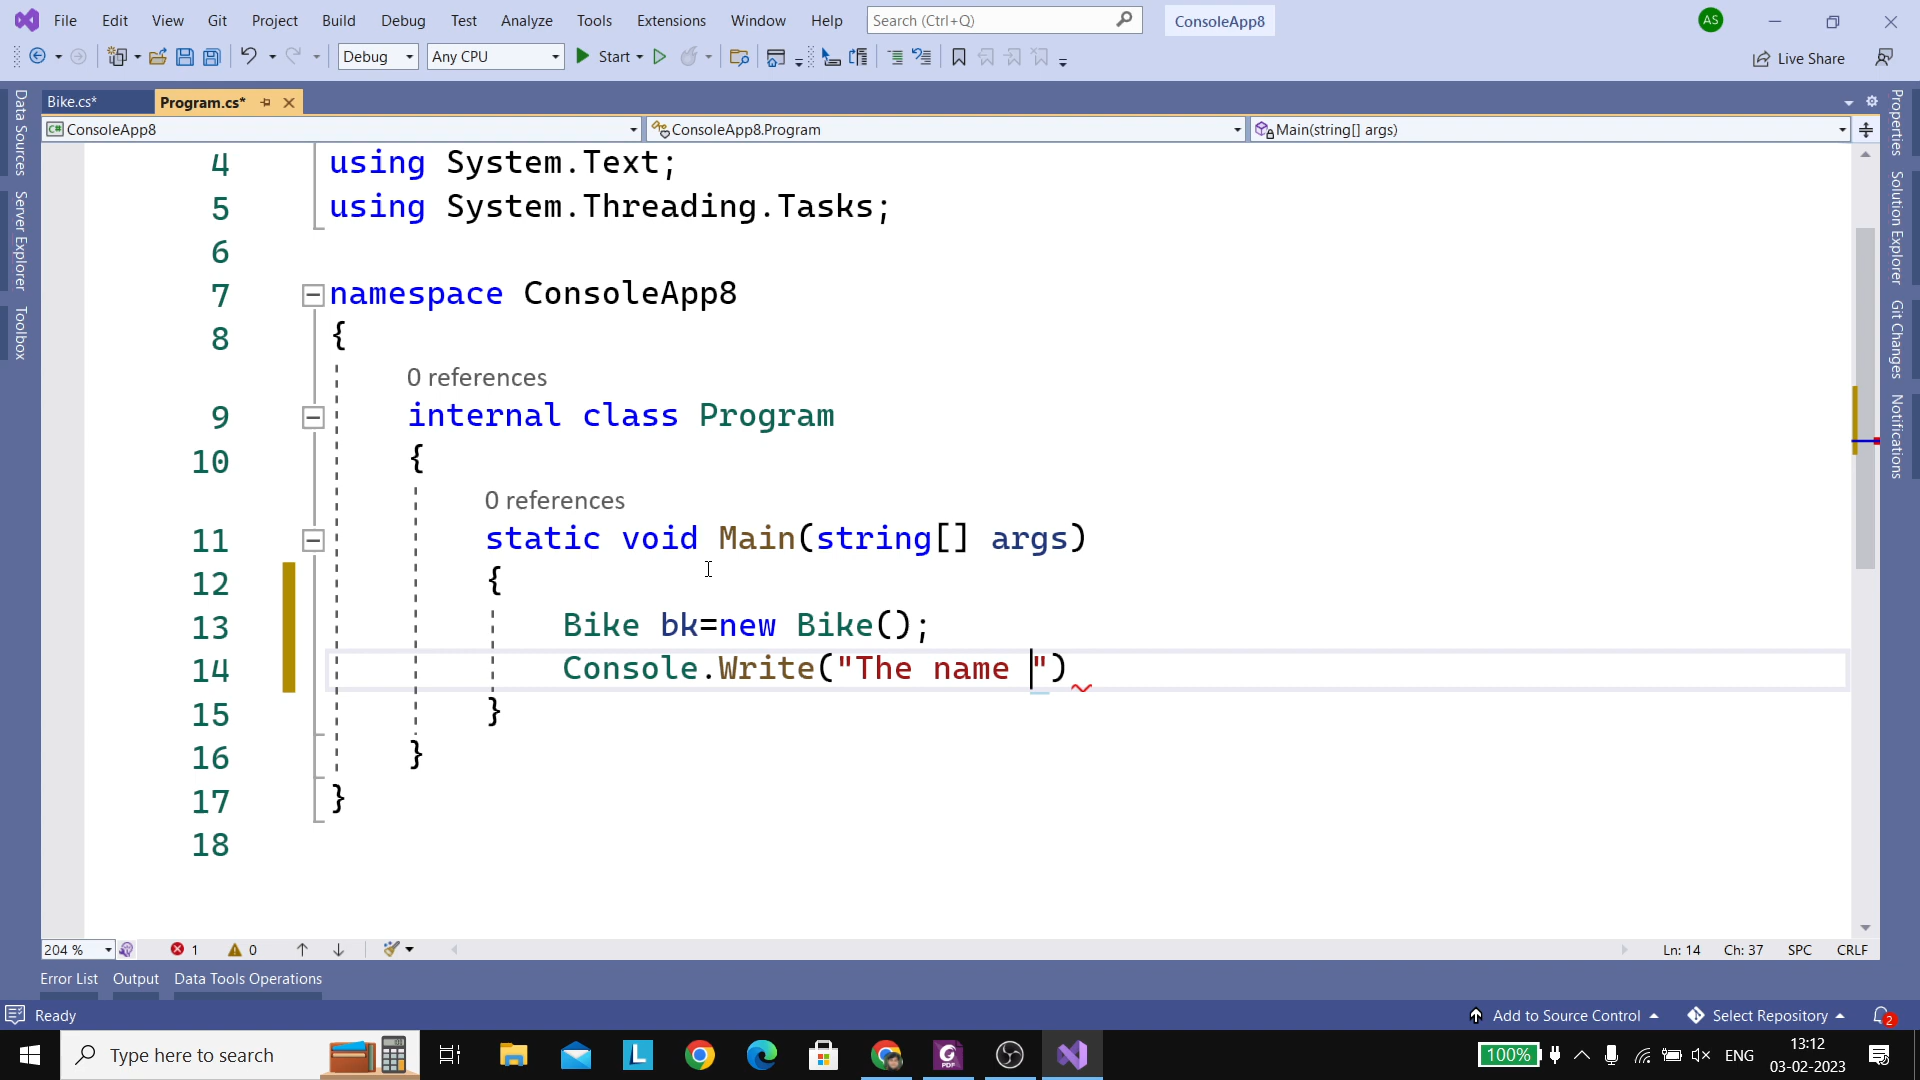 File Edit View Git Project Build Debug Test Analyze Tools Extensions Window Help Search (Ctrl+Q) ConsoleApp8 AS
Debug Any CPU Start Live Share
Bike.cs* Program.cs*
C# ConsoleApp8 ConsoleApp8.Program Main(string[] args)
Data Sources
Server Explorer
Toolbox
Properties
Solution Explorer
Git Changes
Notifications
4 using System.Text;
5 using System.Threading.Tasks;
6
7 namespace ConsoleApp8
8 {
0 references
9 internal class Program
10 {
0 references
11 static void Main(string[] args)
12 {
13 Bike bk=new Bike();
14 Console.Write("The name ")
15 }
16 }
17 }
18
204 % 1 0 Ln: 14 Ch: 37 SPC CRLF
Error List Output Data Tools Operations
Ready Add to Source Control Select Repository 2
Type here to search L PDF 100% ENG 13:12
03-02-2023